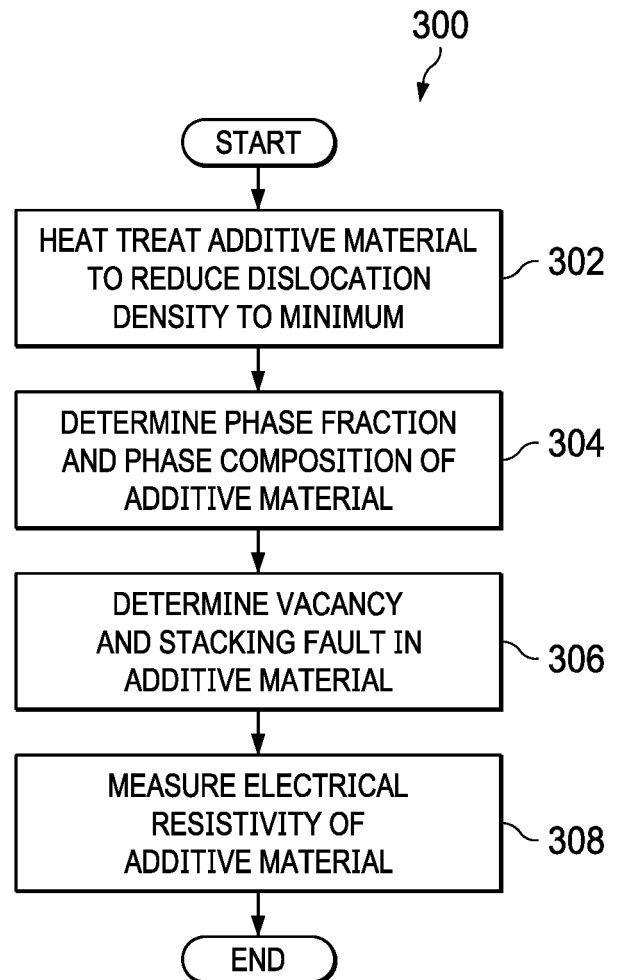 300
START
HEAT TREAT ADDITIVE MATERIAL
TO REDUCE DISLOCATION
DENSITY TO MINIMUM
302
DETERMINE PHASE FRACTION
AND PHASE COMPOSITION OF
ADDITIVE MATERIAL
304
DETERMINE VACANCY
AND STACKING FAULT IN
ADDITIVE MATERIAL
306
MEASURE ELECTRICAL
RESISTIVITY OF
ADDITIVE MATERIAL
308
END